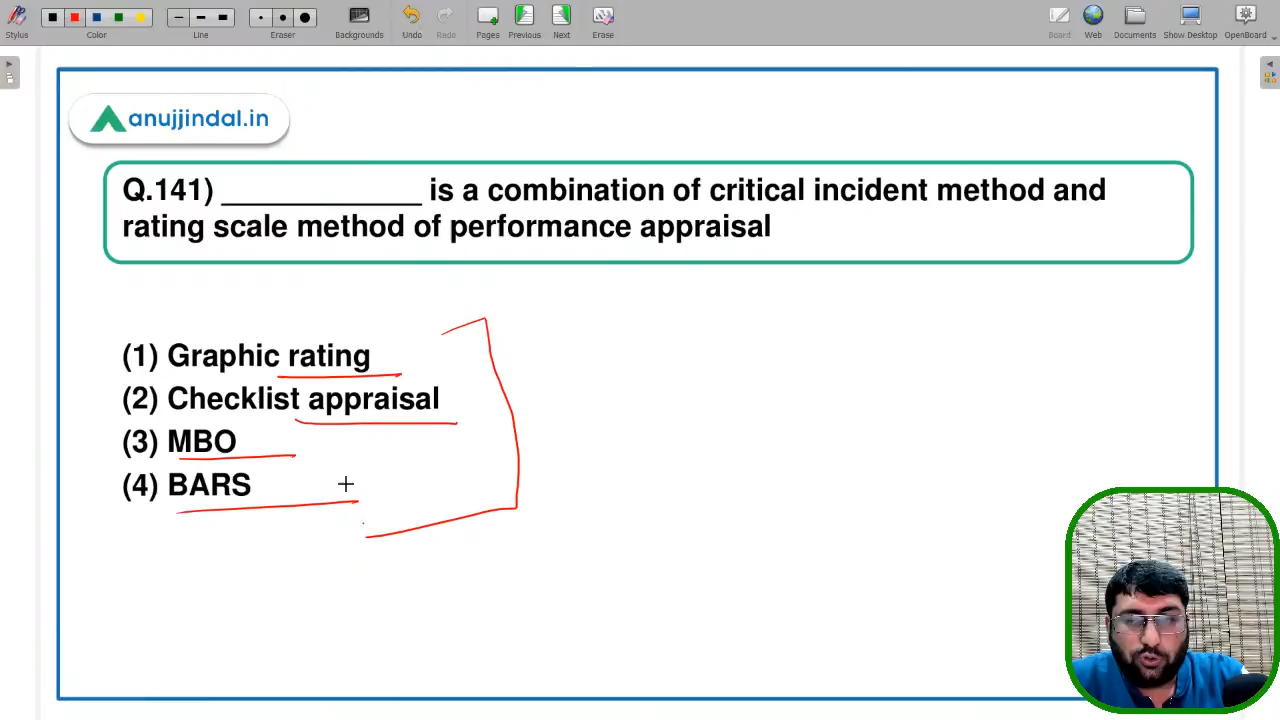 Stylus
Color
Line
Eraser
Backgrounds
Undo
Redo
Pages
Previous
Next
Erase
Board
Web
Documents
Show Desktop
OpenBoard
anujjindal.in
Q.141) ____________ is a combination of critical incident method and
rating scale method of performance appraisal
(1) Graphic rating
(2) Checklist appraisal
(3) MBO
(4) BARS